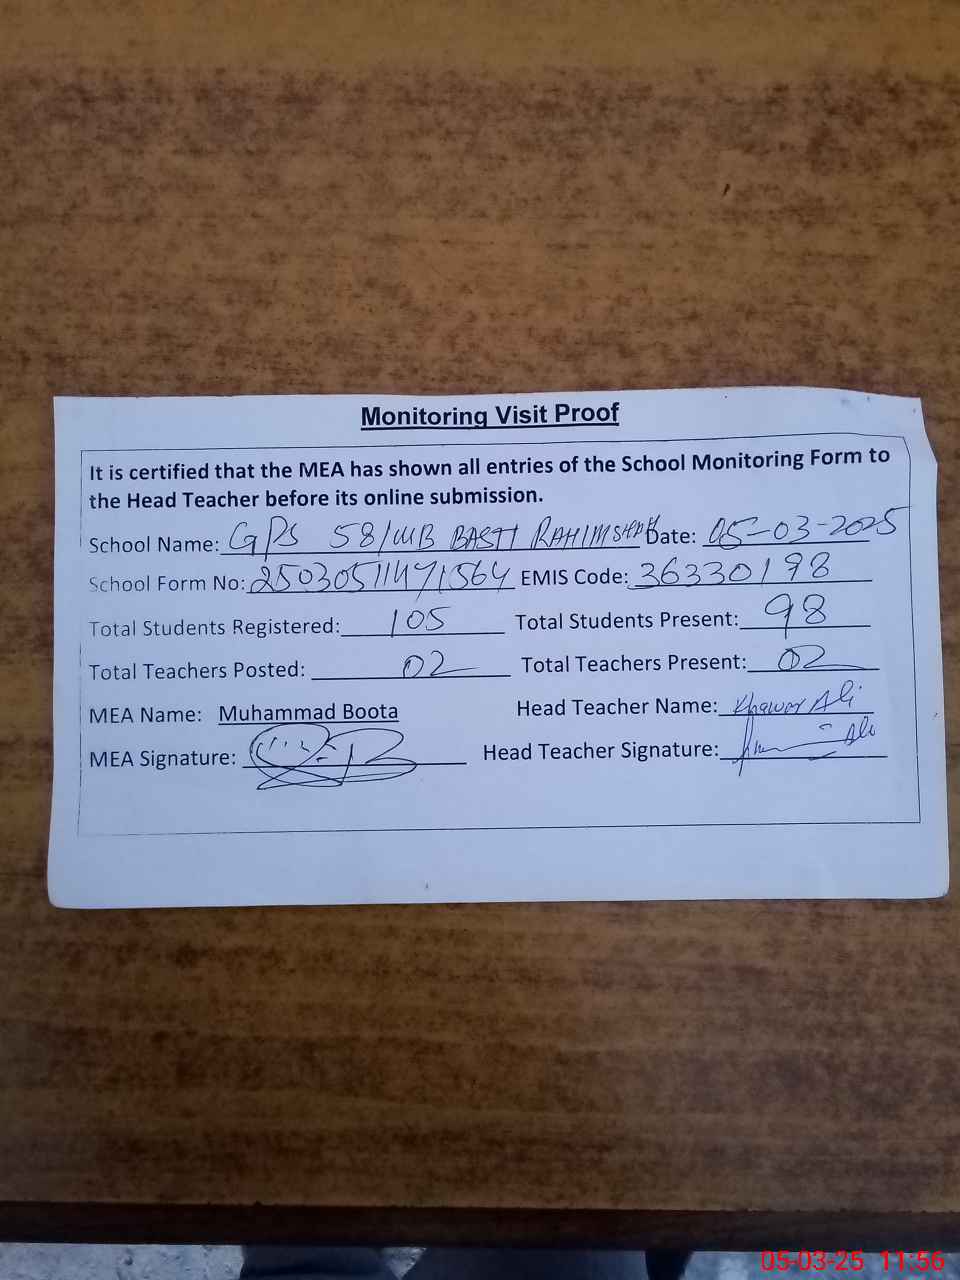 Monitoring Visit Proof
It is certified that the MEA has shown all entries of the School Monitoring Form to
the Head Teacher before its online submission.
School Name: GPS 58/WB BASTI RAHIM SHAH Date: 05-03-2025
School Form No: EMIS Code: 36330198
Total Students Registered: 105 Total Students Present: 98
Total Teachers Posted: 02 Total Teachers Present: 02
MEA Name: Muhammad Boota Head Teacher Name: Khawar Ali
MEA Signature: Head Teacher Signature: Ali
05-03-25 11:56